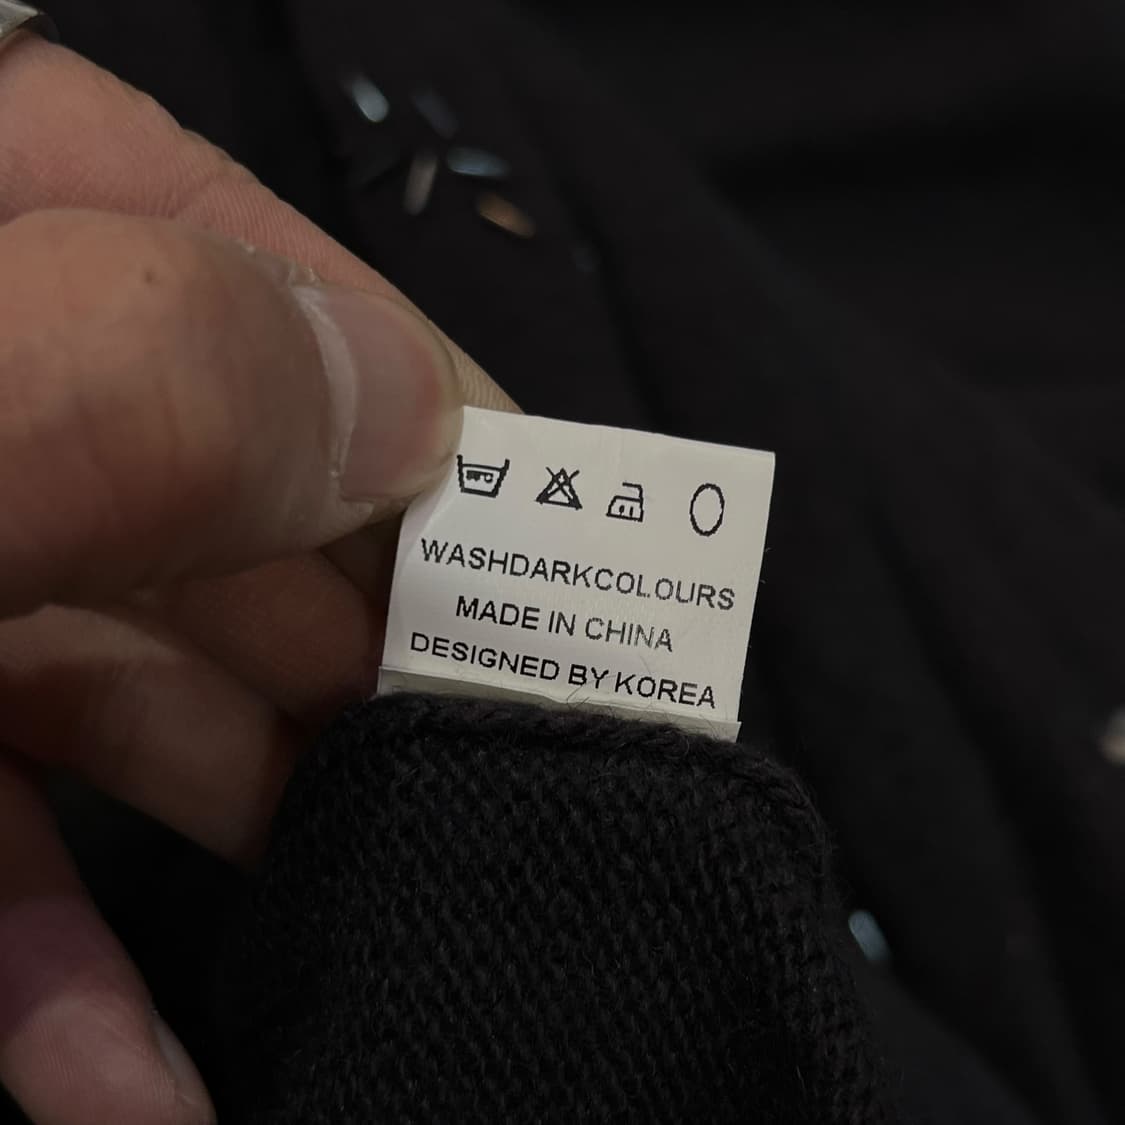 WASHDARKCOLOURS
MADE IN CHINA
DESIGNED BY KOREA